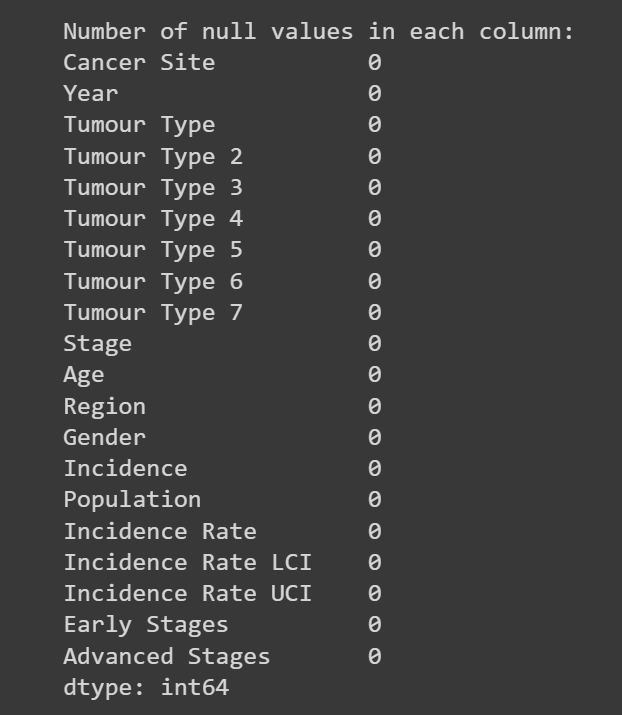 Number of null values in each column:
Cancer Site 0
Year 0
Tumour Type 0
Tumour Type 2 0
Tumour Type 3 0
Tumour Type 4 0
Tumour Type 5 0
Tumour Type 6 0
Tumour Type 7 0
Stage 0
Age 0
Region 0
Gender 0
Incidence 0
Population 0
Incidence Rate 0
Incidence Rate LCI 0
Incidence Rate UCI 0
Early Stages 0
Advanced Stages 0
dtype: int64